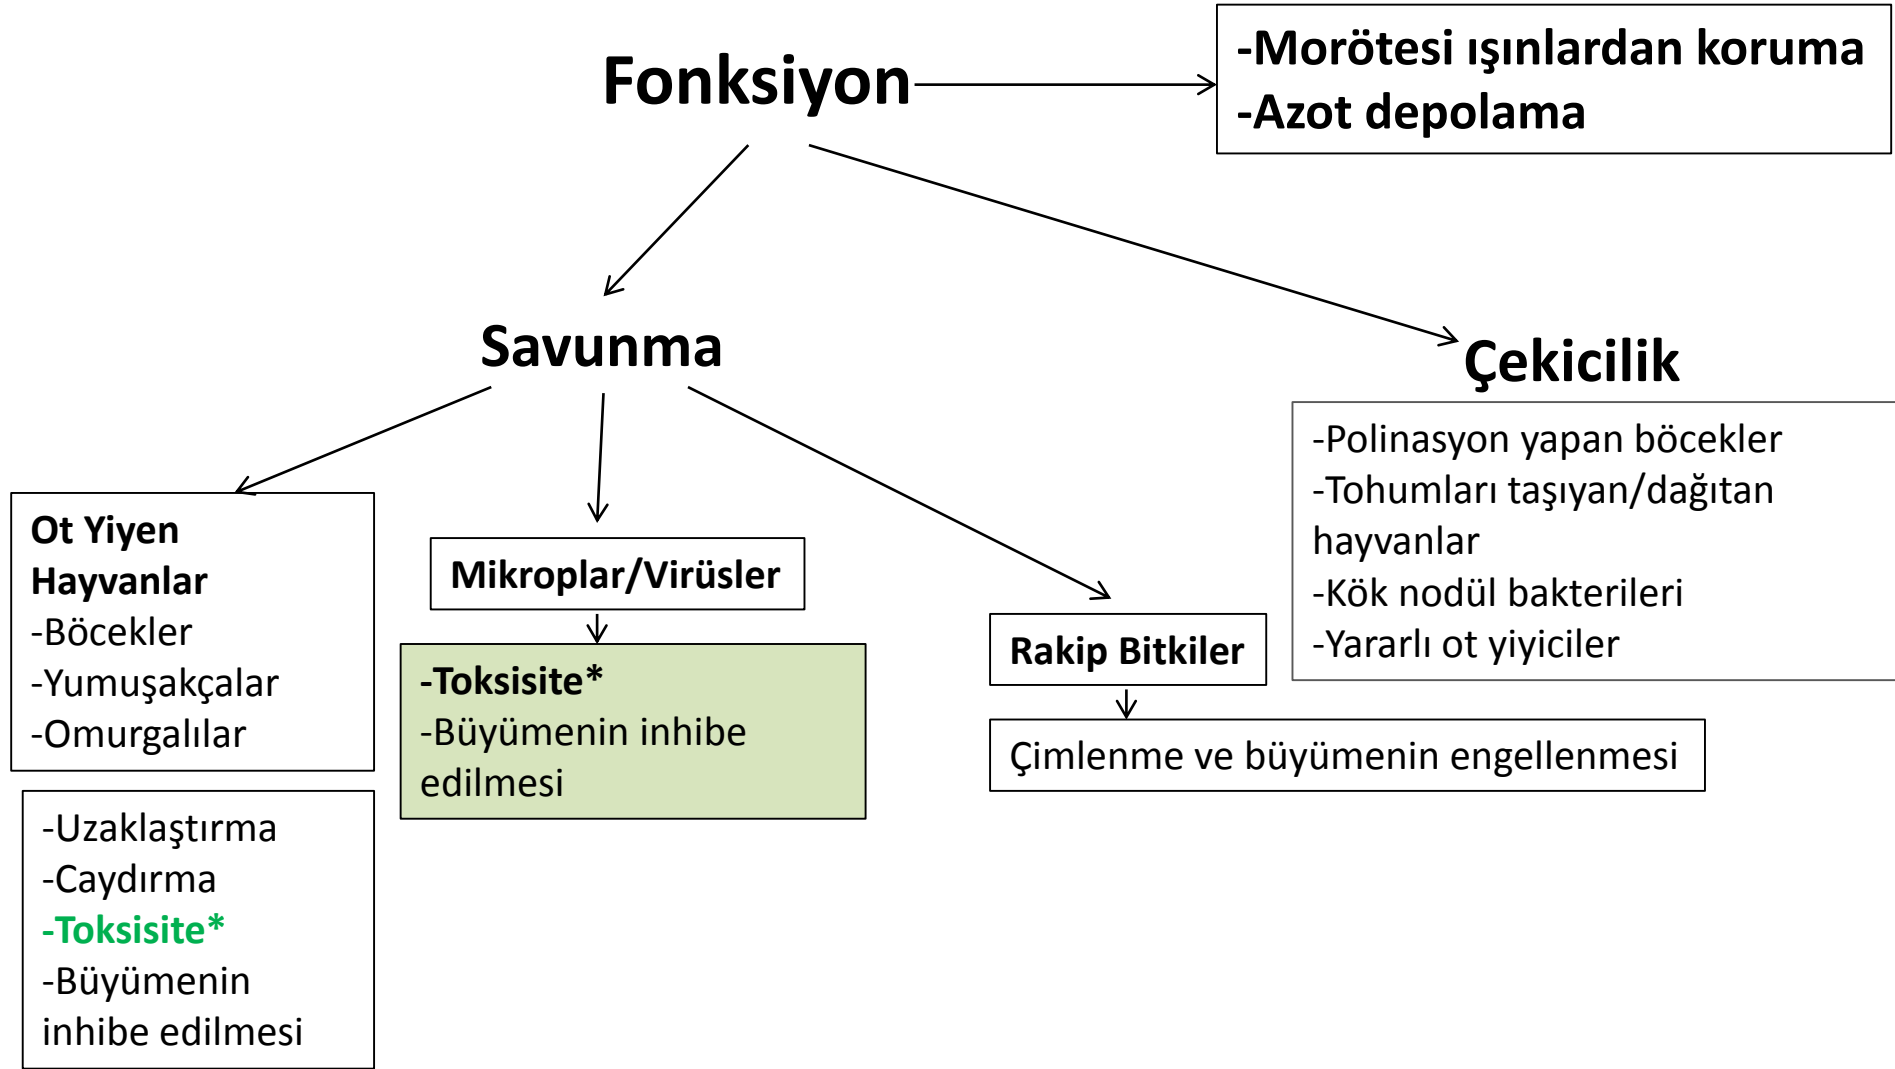 Fonksiyon
-Morötesi ışınlardan koruma
-Azot depolama
Savunma
Çekicilik
-Polinasyon yapan böcekler
-Tohumları taşıyan/dağıtan
hayvanlar
-Kök nodül bakterileri
-Yararlı ot yiyiciler
Ot Yiyen
Hayvanlar
-Böcekler
-Yumuşakçalar
-Omurgalılar
-Uzaklaştırma
-Caydırma
-Toksisite*
-Büyümenin
inhibe edilmesi
Mikroplar/Virüsler
-Toksisite*
-Büyümenin inhibe
edilmesi
Rakip Bitkiler
Çimlenme ve büyümenin engellenmesi